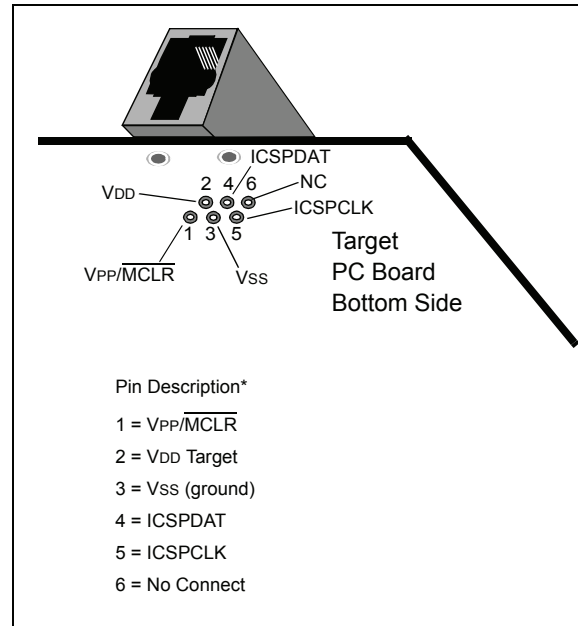 ICSPDAT
2 4 6 NC
VDD
ICSPCLK
1 3 5
VPP/MCLR
VSS
Target
PC Board
Bottom Side
Pin Description*
1 = VPP/MCLR
2 = VDD Target
3 = VSS (ground)
4 = ICSPDAT
5 = ICSPCLK
6 = No Connect